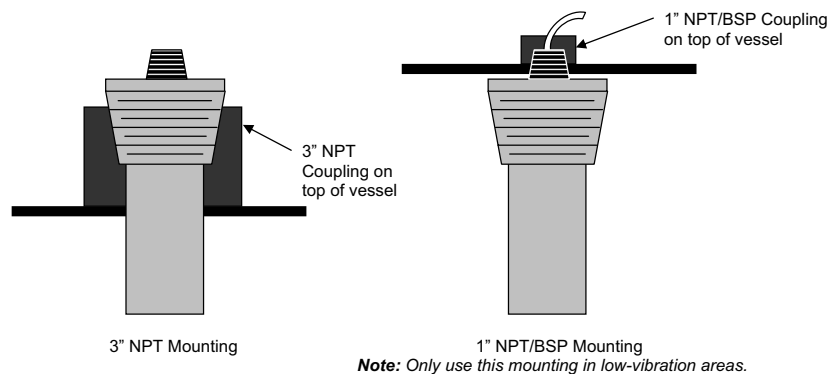 1” NPT/BSP Coupling
on top of vessel
3” NPT
Coupling on
top of vessel
3” NPT Mounting
1” NPT/BSP Mounting
Note: Only use this mounting in low-vibration areas.